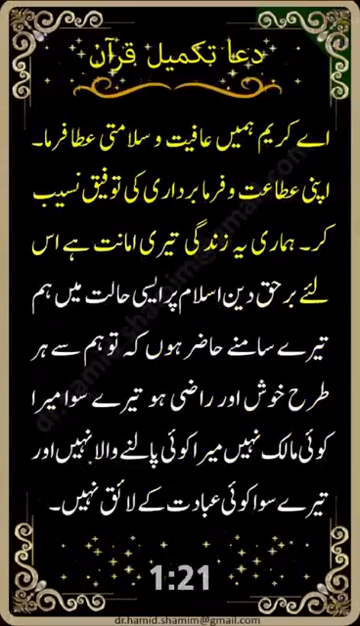 دعا تکمیل قرآن
اے کریم ہمیں عافیت و سلامتی عطا فرما۔
اپنی عطاعت و فرما برداری کی توفیق نسیب
کر۔ ہماری یہ زندگی تیری امانت ہے اس
لئے برحق دین اسلام پر ایسی حالت میں ہم
تیرے سامنے حاضر ہوں کہ تو ہم سے ہر
طرح خوش اور راضی ہو تیرے سوا میرا
کوئی مالک نہیں میرا کوئی پالنے والا نہیں اور
تیرے سوا کوئی عبادت کے لائق نہیں۔
1:21
dr.hamid.shamim@gmail.com